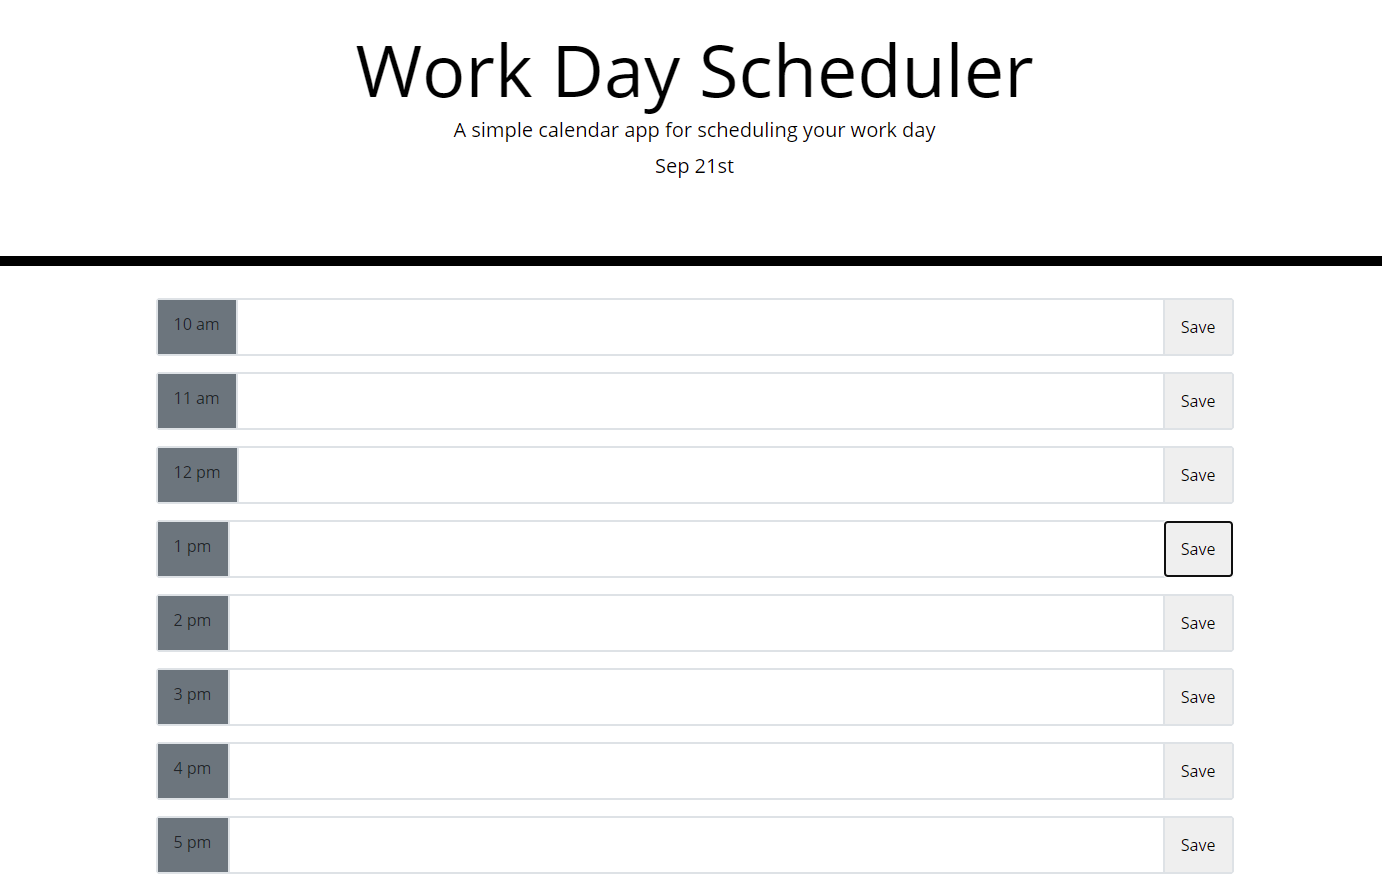 Work Day Scheduler
A simple calendar app for scheduling your work day
Sep 21st
10 am Save
11 am Save
12 pm Save
1 pm Save
2 pm Save
3 pm Save
4 pm Save
5 pm Save